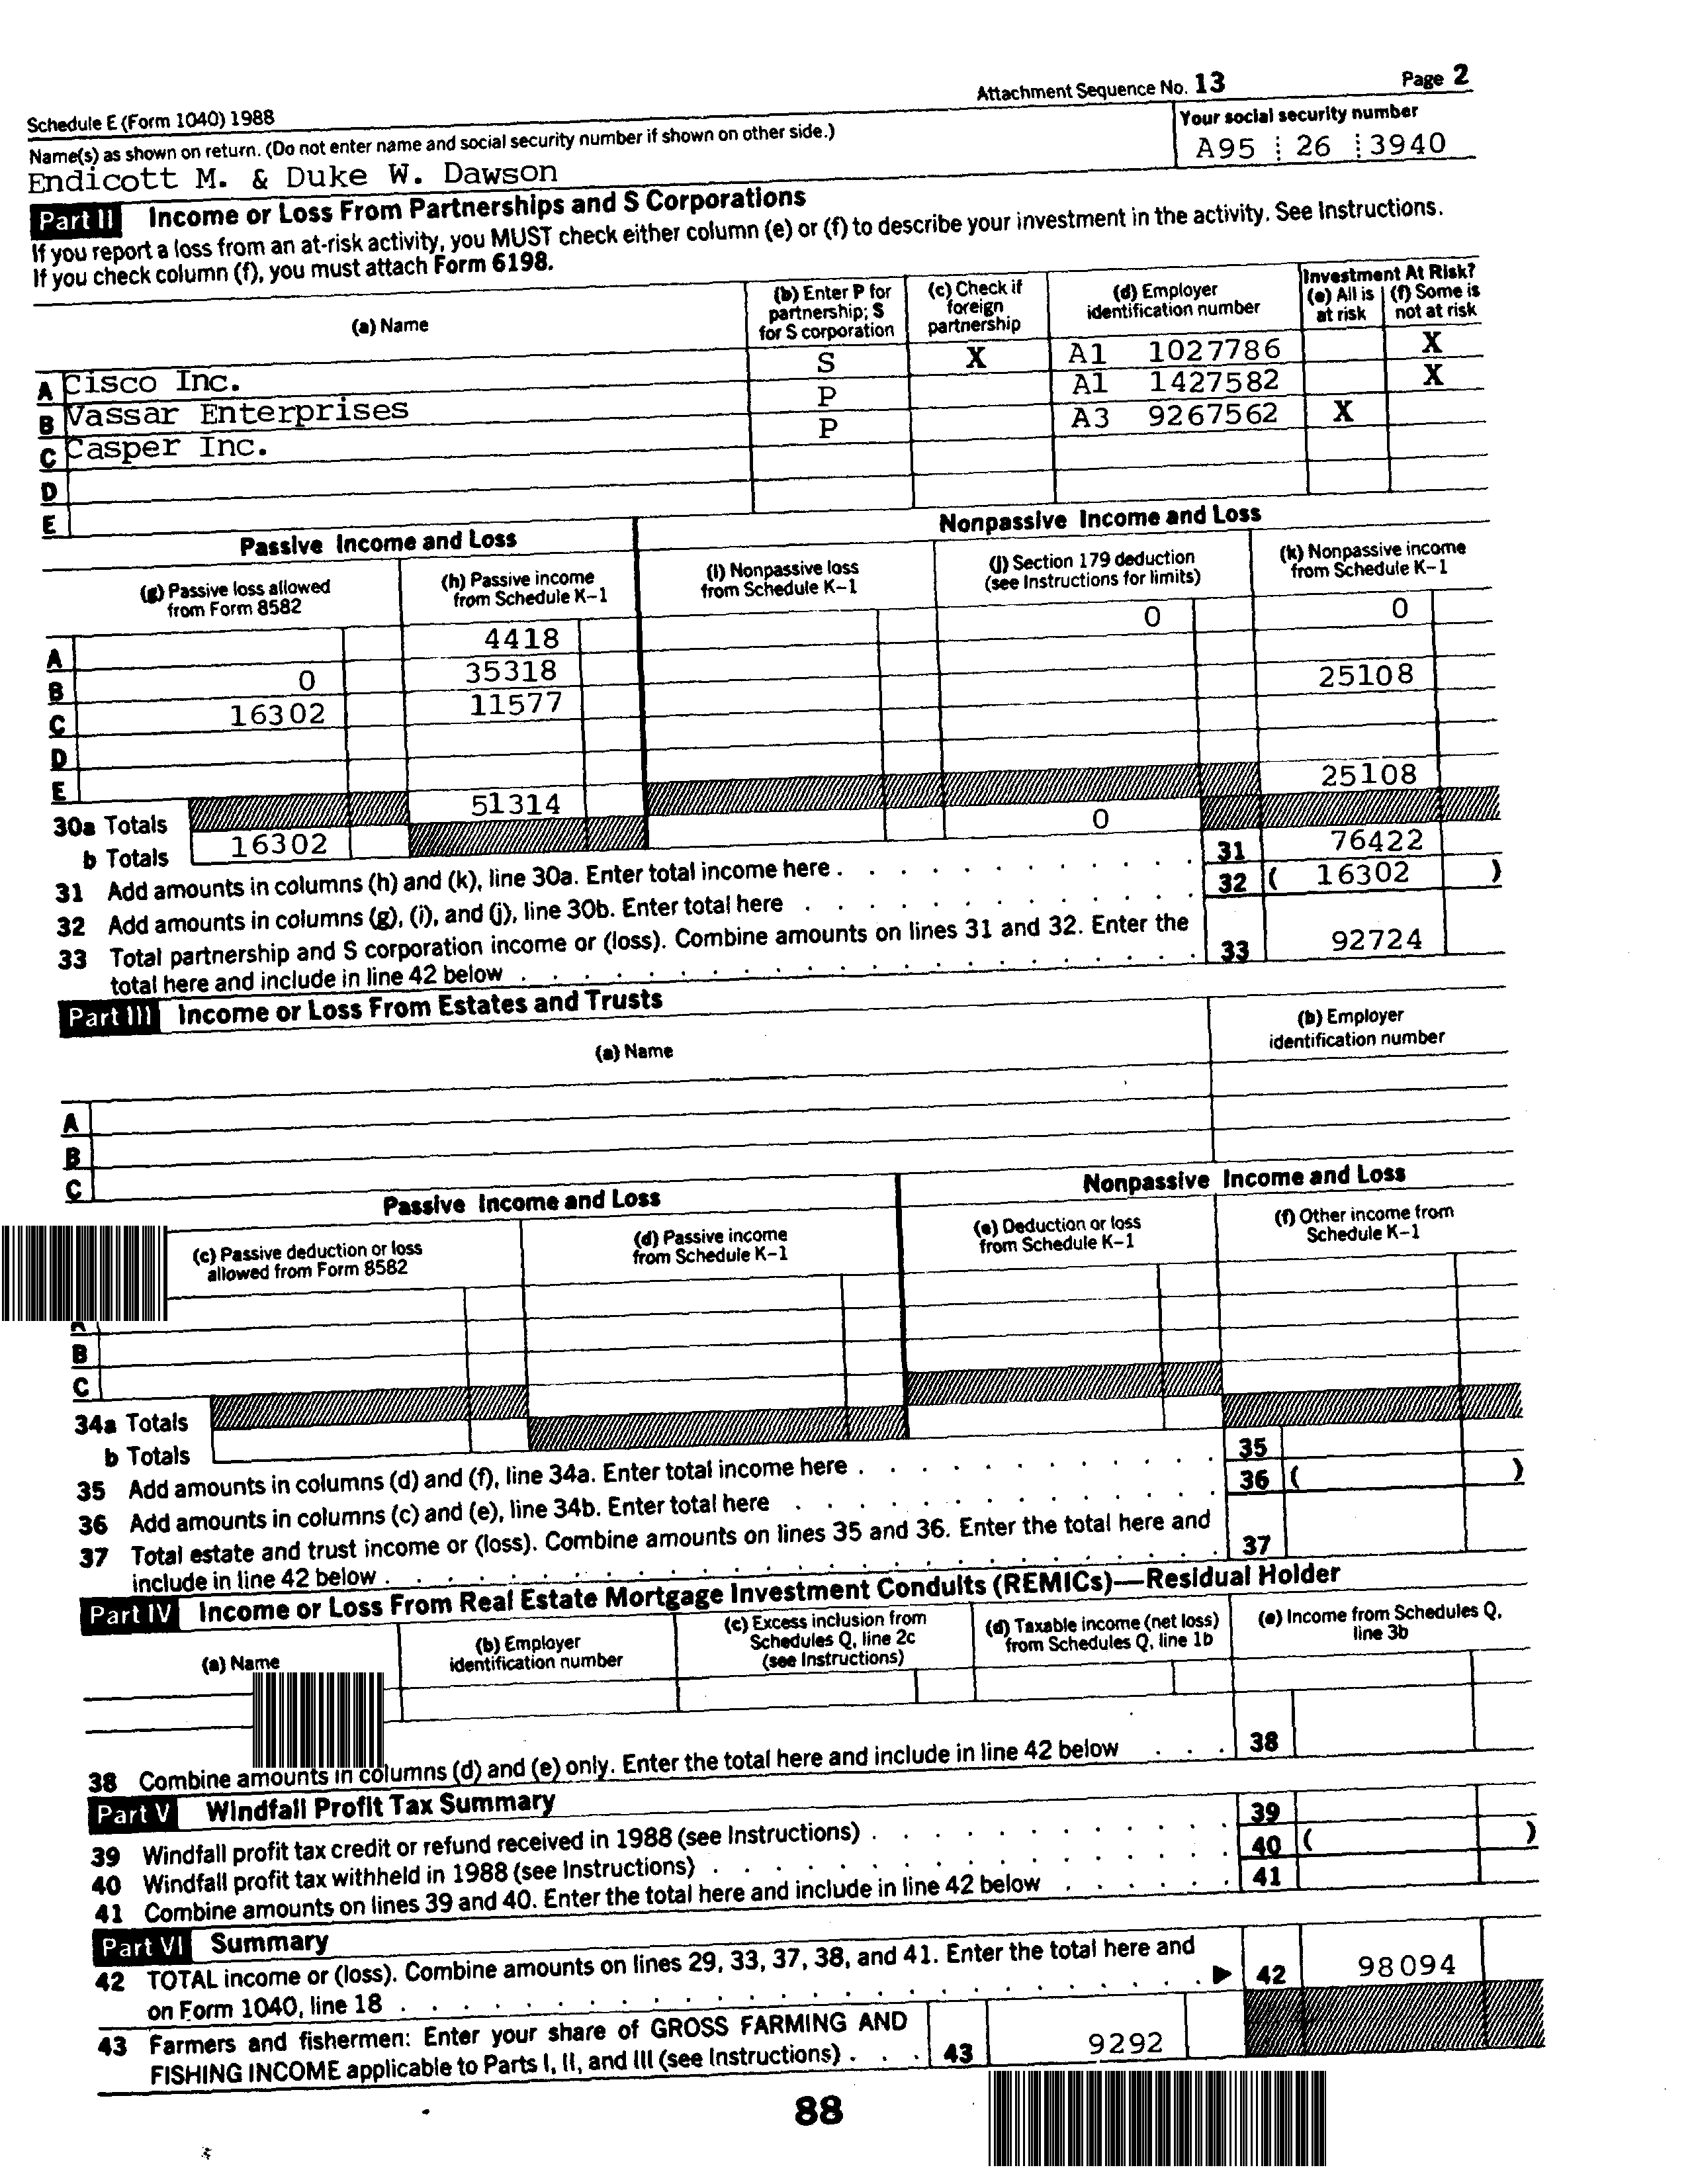 Attachment Sequence No. 13 Page 2
Schedule E (Form 1040) 1988
Name(s) as shown on return. (Do not enter name and social security number if shown on other side.) Your social security number
Endicott M. & Duke W. Dawson A95 26 3940
Part II Income or Loss From Partnerships and S Corporations
If you report a loss from an at-risk activity, you MUST check either column (e) or (f) to describe your investment in the activity. See Instructions.
If you check column (f), you must attach Form 6198.
(a) Name
(b) Enter P for partnership; S for S corporation
(c) Check if foreign partnership
(d) Employer identification number
Investment At Risk?
(e) All is at risk
(f) Some is not at risk
A Cisco Inc. S X A1 1027786 X
B Vassar Enterprises P A1 1427582 X
C Casper Inc. P A3 9267562 X
D
E
Passive Income and Loss Nonpassive Income and Loss
(g) Passive loss allowed from Form 8582
(h) Passive income from Schedule K-1
(i) Nonpassive loss from Schedule K-1
(j) Section 179 deduction (see Instructions for limits)
(k) Nonpassive income from Schedule K-1
A 4418 0 0
B 0 35318
C 16302 11577 25108
D
E
30a Totals 51314 25108
b Totals 16302 0
31 Add amounts in columns (h) and (k), line 30a. Enter total income here . . . 31 76422
32 Add amounts in columns (g), (i), and (j), line 30b. Enter total here . . . 32 ( 16302 )
33 Total partnership and S corporation income or (loss). Combine amounts on lines 31 and 32. Enter the
total here and include in line 42 below . . . 33 92724
Part III Income or Loss From Estates and Trusts
(a) Name
(b) Employer identification number
A
B
C
Passive Income and Loss Nonpassive Income and Loss
(c) Passive deduction or loss allowed from Form 8582
(d) Passive income from Schedule K-1
(e) Deduction or loss from Schedule K-1
(f) Other income from Schedule K-1
A
B
C
34a Totals
b Totals
35 Add amounts in columns (d) and (f), line 34a. Enter total income here . . . 35
36 Add amounts in columns (c) and (e), line 34b. Enter total here . . . 36 ( )
37 Total estate and trust income or (loss). Combine amounts on lines 35 and 36. Enter the total here and
include in line 42 below . . . 37
Part IV Income or Loss From Real Estate Mortgage Investment Conduits (REMICs)—Residual Holder
(a) Name
(b) Employer identification number
(c) Excess inclusion from Schedules Q, line 2c (see Instructions)
(d) Taxable income (net loss) from Schedules Q, line 1b
(e) Income from Schedules Q, line 3b
38 Combine amounts in columns (d) and (e) only. Enter the total here and include in line 42 below . . . 38
Part V Windfall Profit Tax Summary
39 Windfall profit tax credit or refund received in 1988 (see Instructions) . . . 39
40 Windfall profit tax withheld in 1988 (see Instructions) . . . 40 ( )
41 Combine amounts on lines 39 and 40. Enter the total here and include in line 42 below . . . 41
Part VI Summary
42 TOTAL income or (loss). Combine amounts on lines 29, 33, 37, 38, and 41. Enter the total here and
on Form 1040, line 18 . . . ▶ 42 98094
43 Farmers and fishermen: Enter your share of GROSS FARMING AND
FISHING INCOME applicable to Parts I, II, and III (see Instructions) . . . 43 9292
88